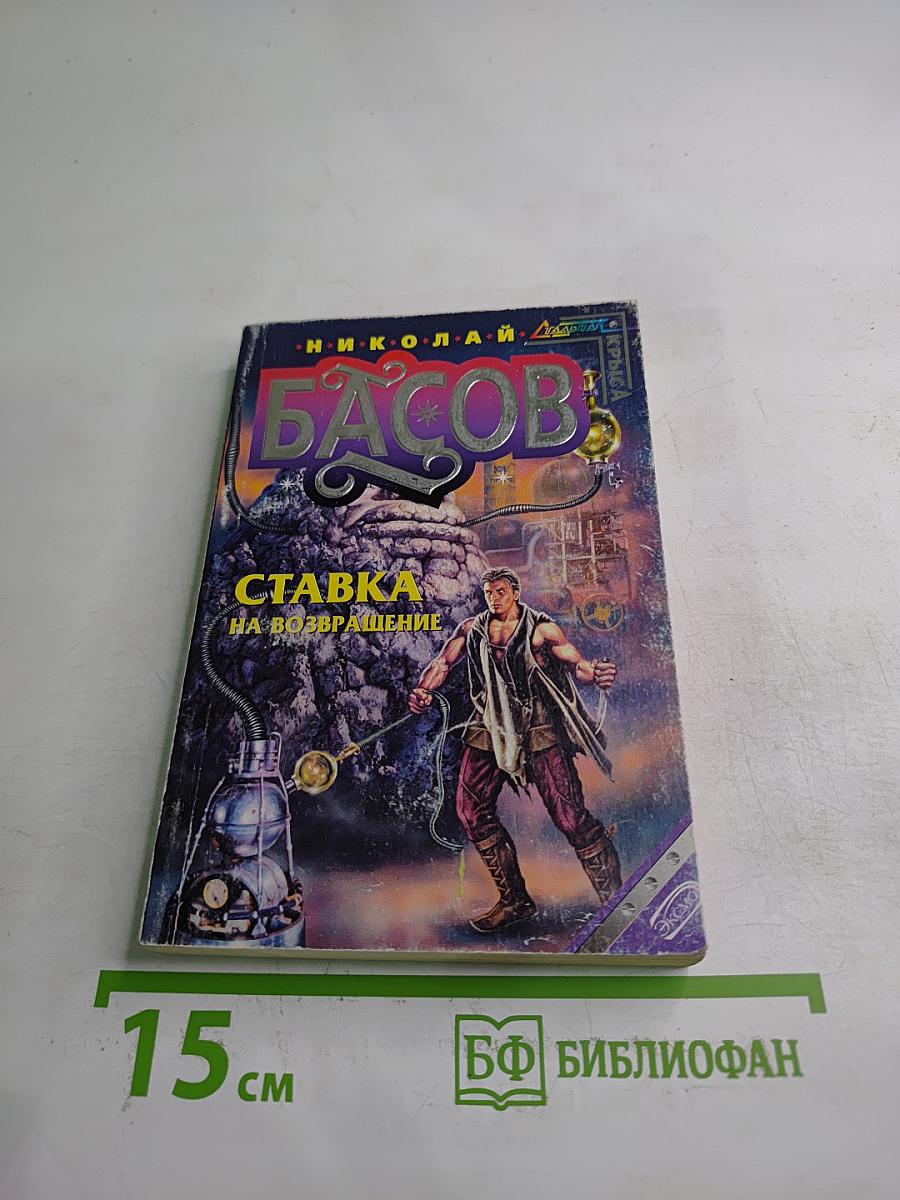 НИКОЛАЙ
Стальная
КРЫСА
БАСОВ
СТАВКА
НА ВОЗВРАЩЕНИЕ
ЭКСМО
15 см
БФ БИБЛИОФАН